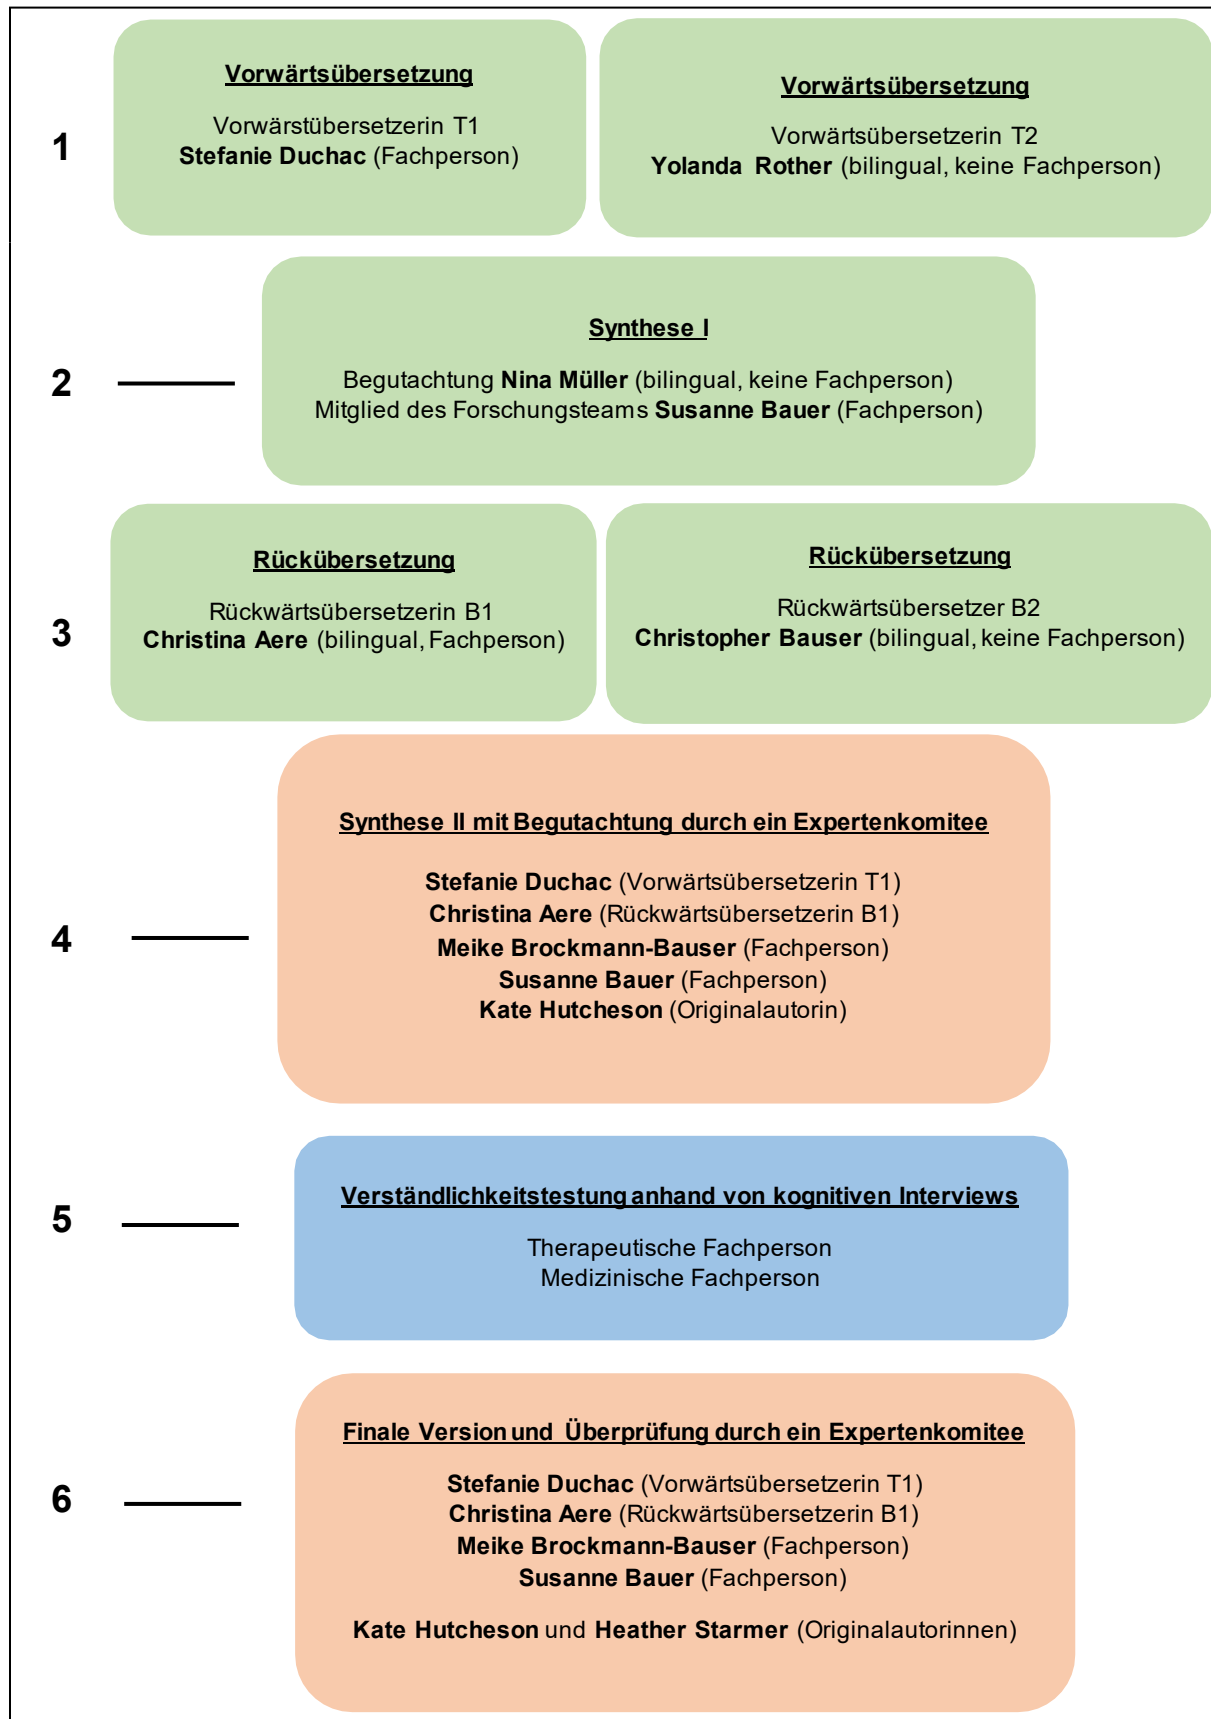 1
Vorwärtsübersetzung
Vorwärstübersetzerin T1
Stefanie Duchac (Fachperson)
Vorwärtsübersetzung
Vorwärtsübersetzerin T2
Yolanda Rother (bilingual, keine Fachperson)
2
Synthese I
Begutachtung Nina Müller (bilingual, keine Fachperson)
Mitglied des Forschungsteams Susanne Bauer (Fachperson)
3
Rückübersetzung
Rückwärtsübersetzerin B1
Christina Aere (bilingual, Fachperson)
Rückübersetzung
Rückwärtsübersetzer B2
Christopher Bauser (bilingual, keine Fachperson)
4
Synthese II mit Begutachtung durch ein Expertenkomitee
Stefanie Duchac (Vorwärtsübersetzerin T1)
Christina Aere (Rückwärtsübersetzerin B1)
Meike Brockmann-Bauser (Fachperson)
Susanne Bauer (Fachperson)
Kate Hutcheson (Originalautorin)
5
Verständlichkeitstestung anhand von kognitiven Interviews
Therapeutische Fachperson
Medizinische Fachperson
6
Finale Version und Überprüfung durch ein Expertenkomitee
Stefanie Duchac (Vorwärtsübersetzerin T1)
Christina Aere (Rückwärtsübersetzerin B1)
Meike Brockmann-Bauser (Fachperson)
Susanne Bauer (Fachperson)
Kate Hutcheson und Heather Starmer (Originalautorinnen)